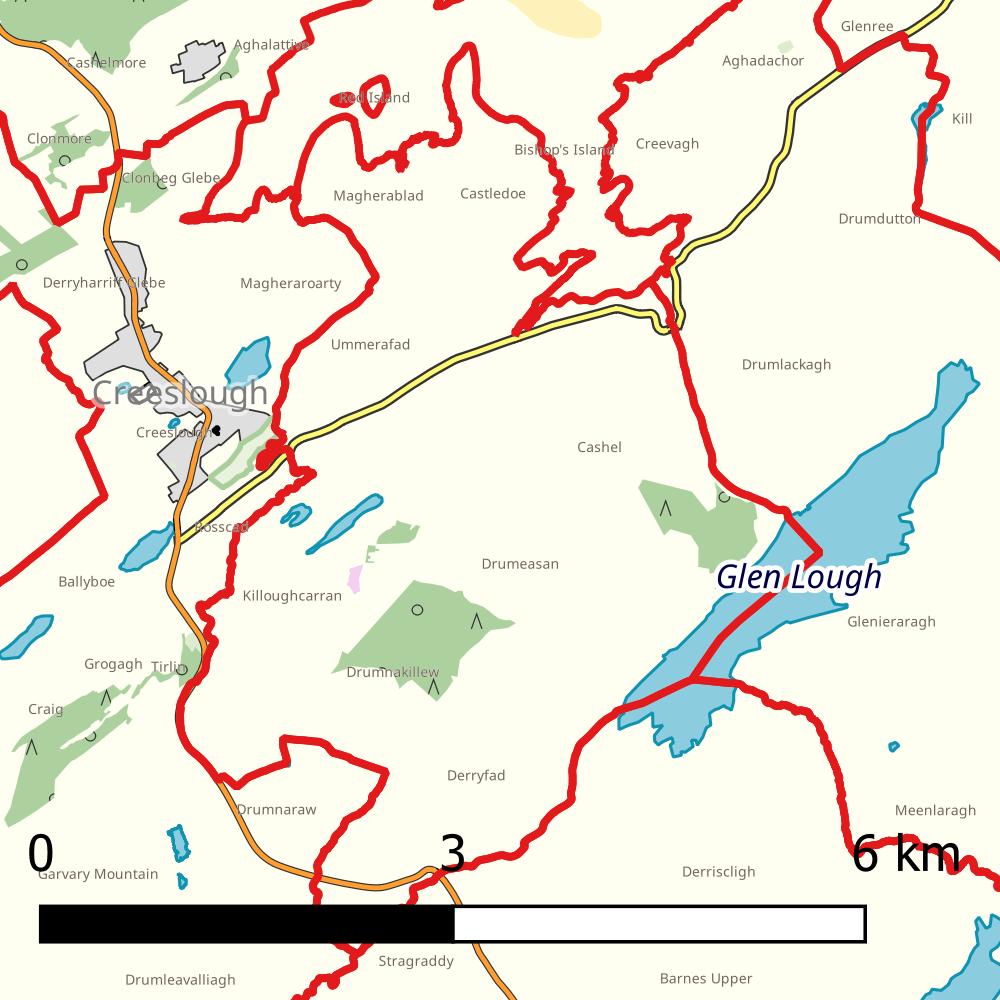 Glenree
Aghalattive
Cashelmore
Aghadachor
Red Island
Kill
Clonmore
Creevagh
Bishop's Island
Clonbeg Glebe
Magherablad
Castledoe
Drumdutton
Derryharriff Glebe
Magheraroarty
Ummerafad
Drumlackagh
Creeslough
Creeslough
Cashel
Rosscad
Drumeasan
Glen Lough
Ballyboe
Killoughcarran
Glenieraragh
Grogagh
Tirlin
Drumnakillew
Craig
Derryfad
Drumnaraw
Meenlaragh
0 3 6 km
Garvary Mountain
Derriscligh
Stragraddy
Drumleavalliagh
Barnes Upper